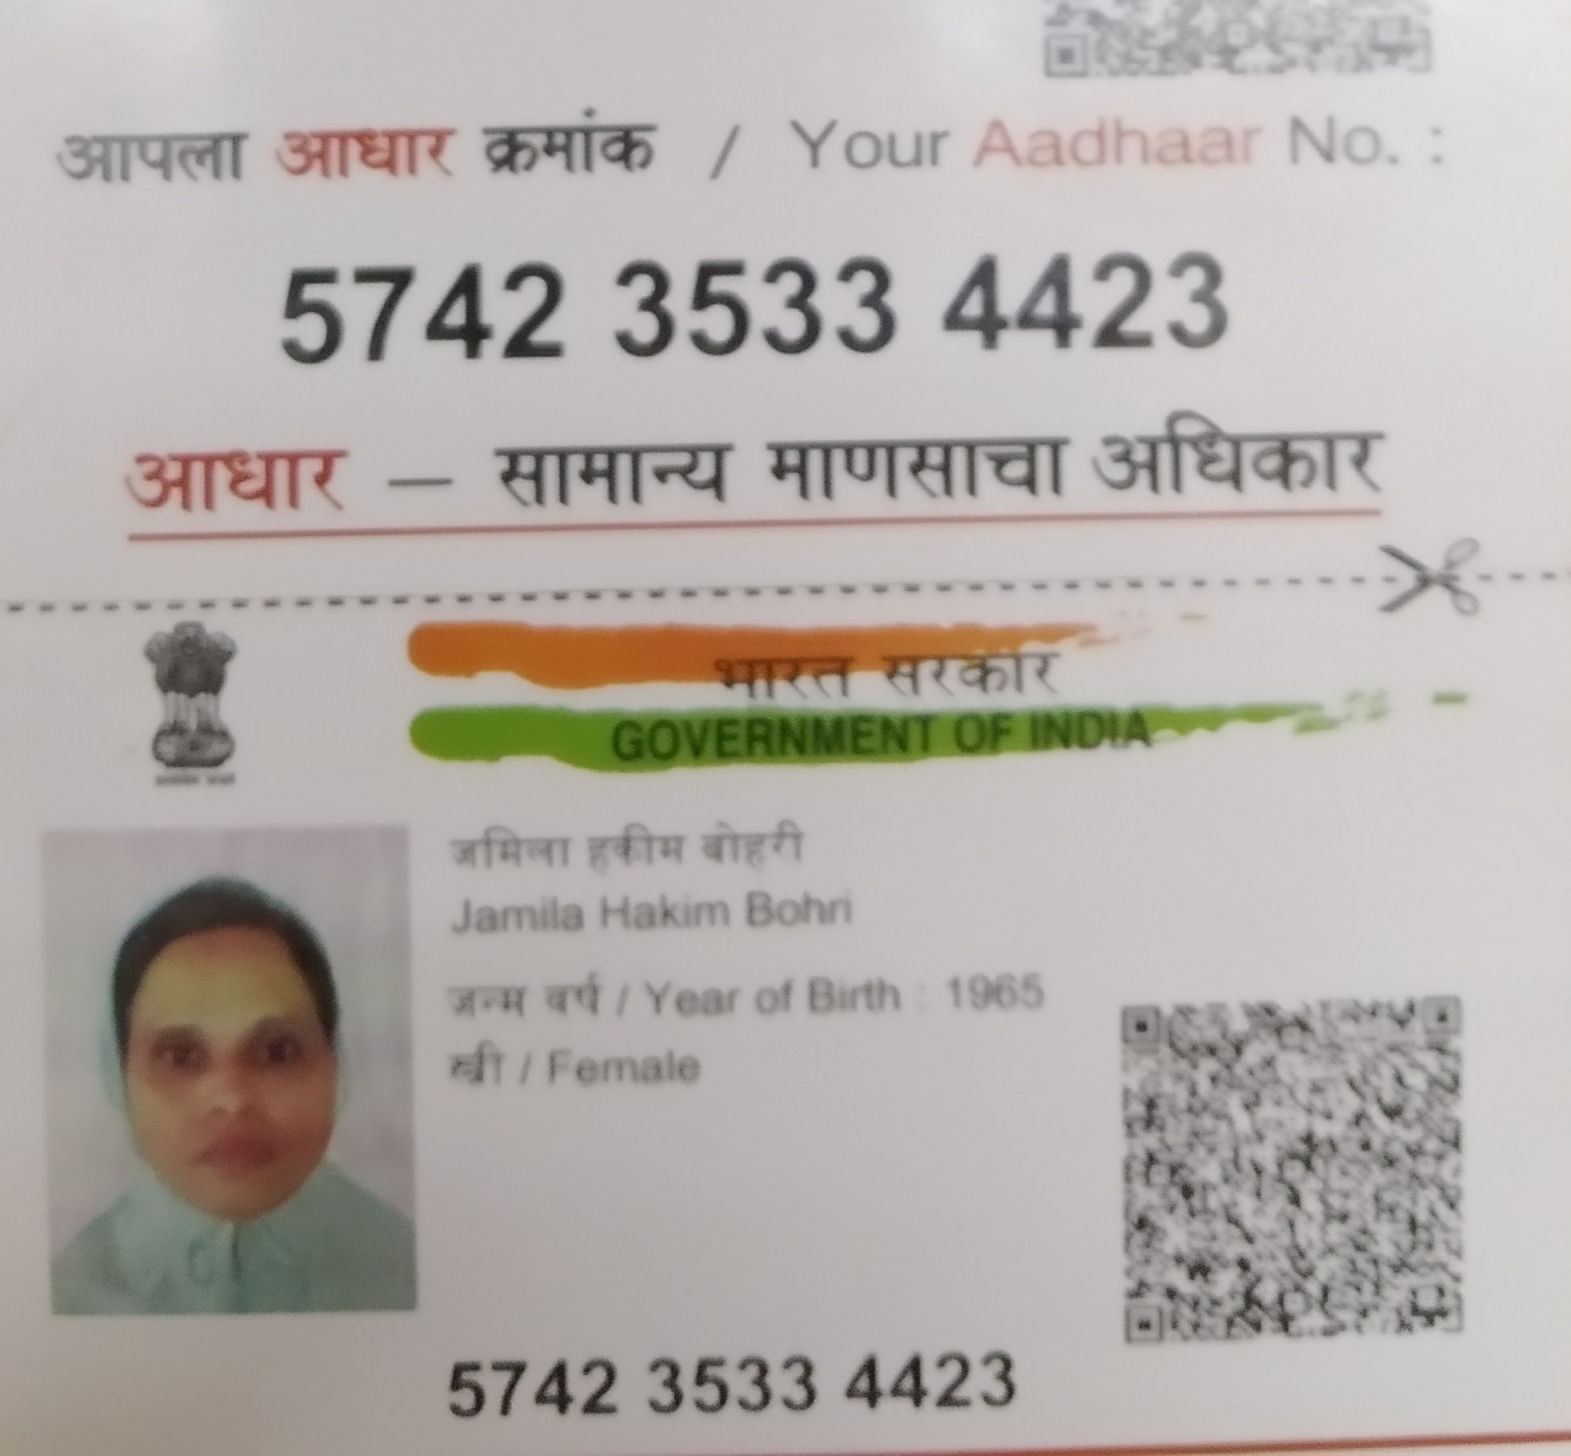 आपला आधार क्रमांक / Your Aadhaar No. :
5742 3533 4423
आधार – सामान्य माणसाचा अधिकार
भारत सरकार
GOVERNMENT OF INDIA
जमिला हकीम बोहरी
Jamila Hakim Bohri
जन्म वर्ष / Year of Birth : 1965
स्त्री / Female
5742 3533 4423